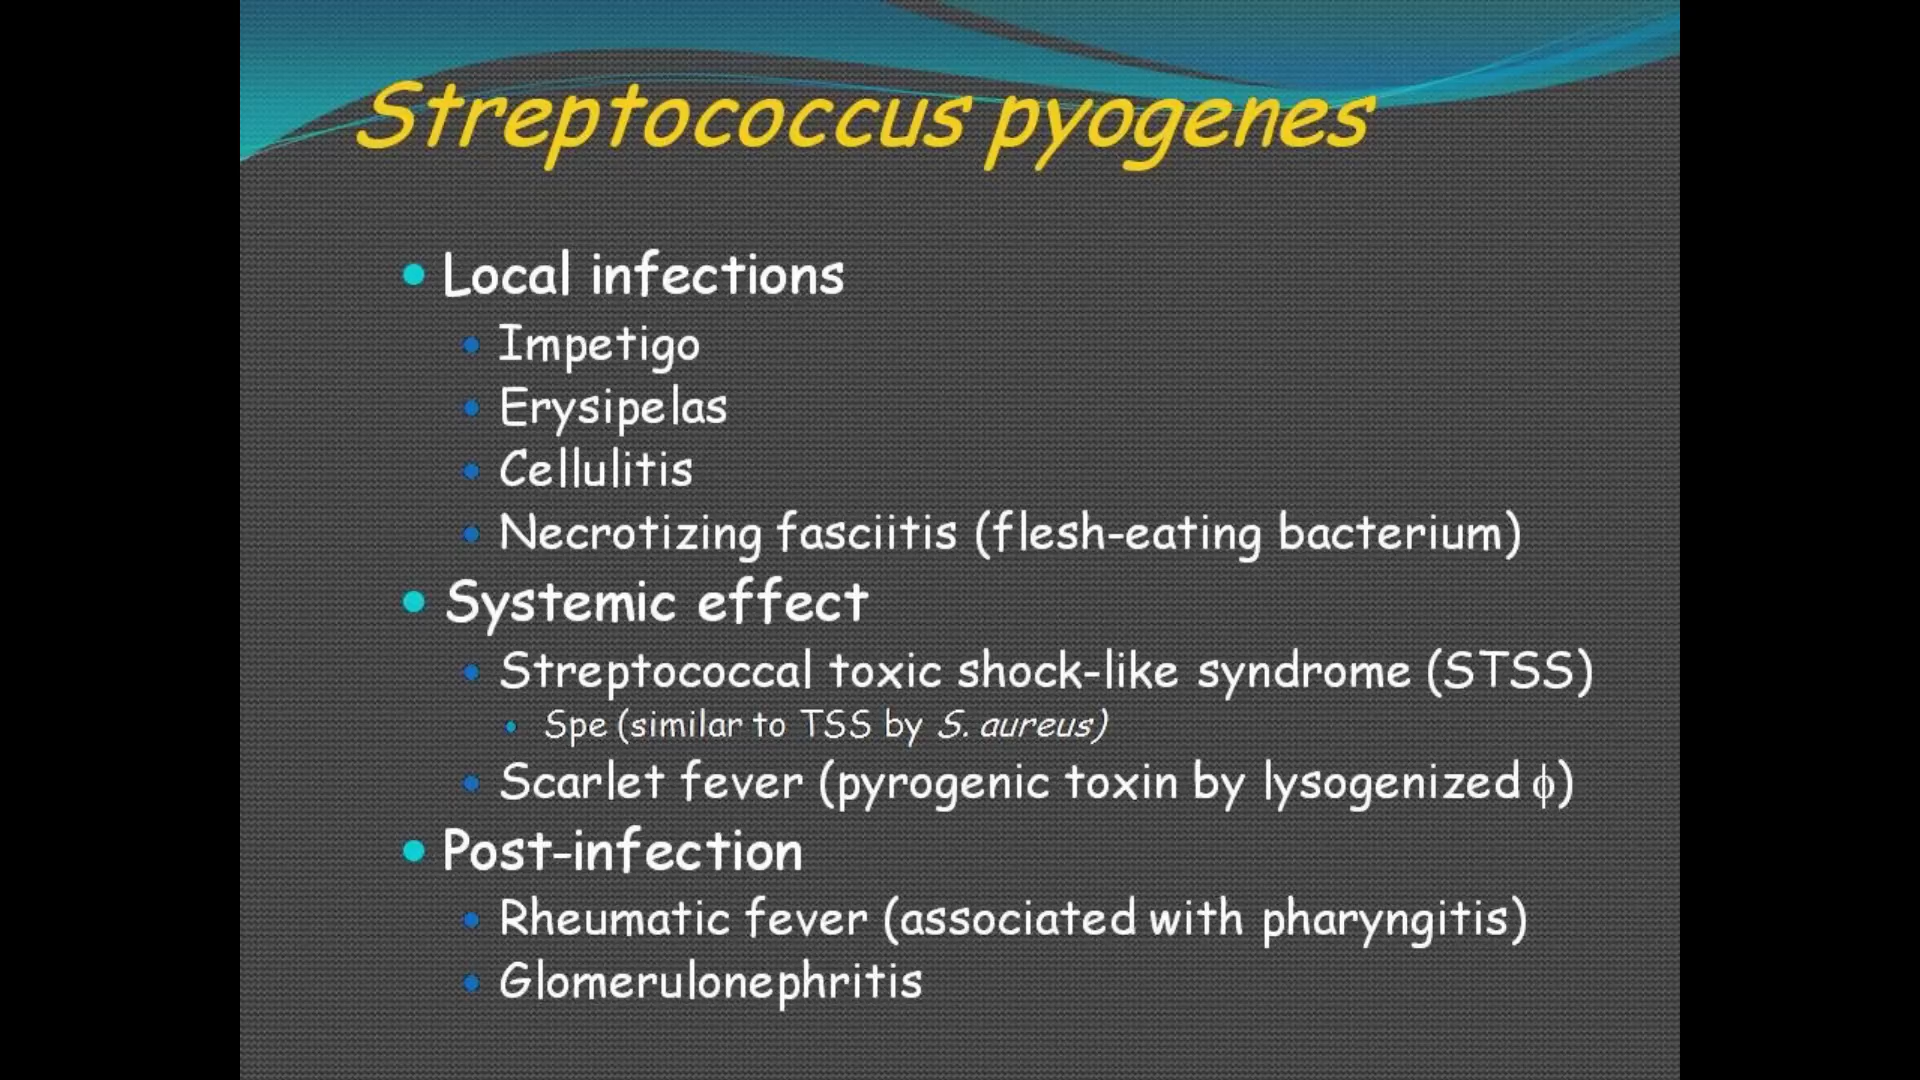 Streptococcus pyogenes
• Local infections
• Impetigo
• Erysipelas
• Cellulitis
• Necrotizing fasciitis (flesh-eating bacterium)
• Systemic effect
• Streptococcal toxic shock-like syndrome (STSS)
• Spe (similar to TSS by S. aureus)
• Scarlet fever (pyrogenic toxin by lysogenized ϕ)
• Post-infection
• Rheumatic fever (associated with pharyngitis)
• Glomerulonephritis